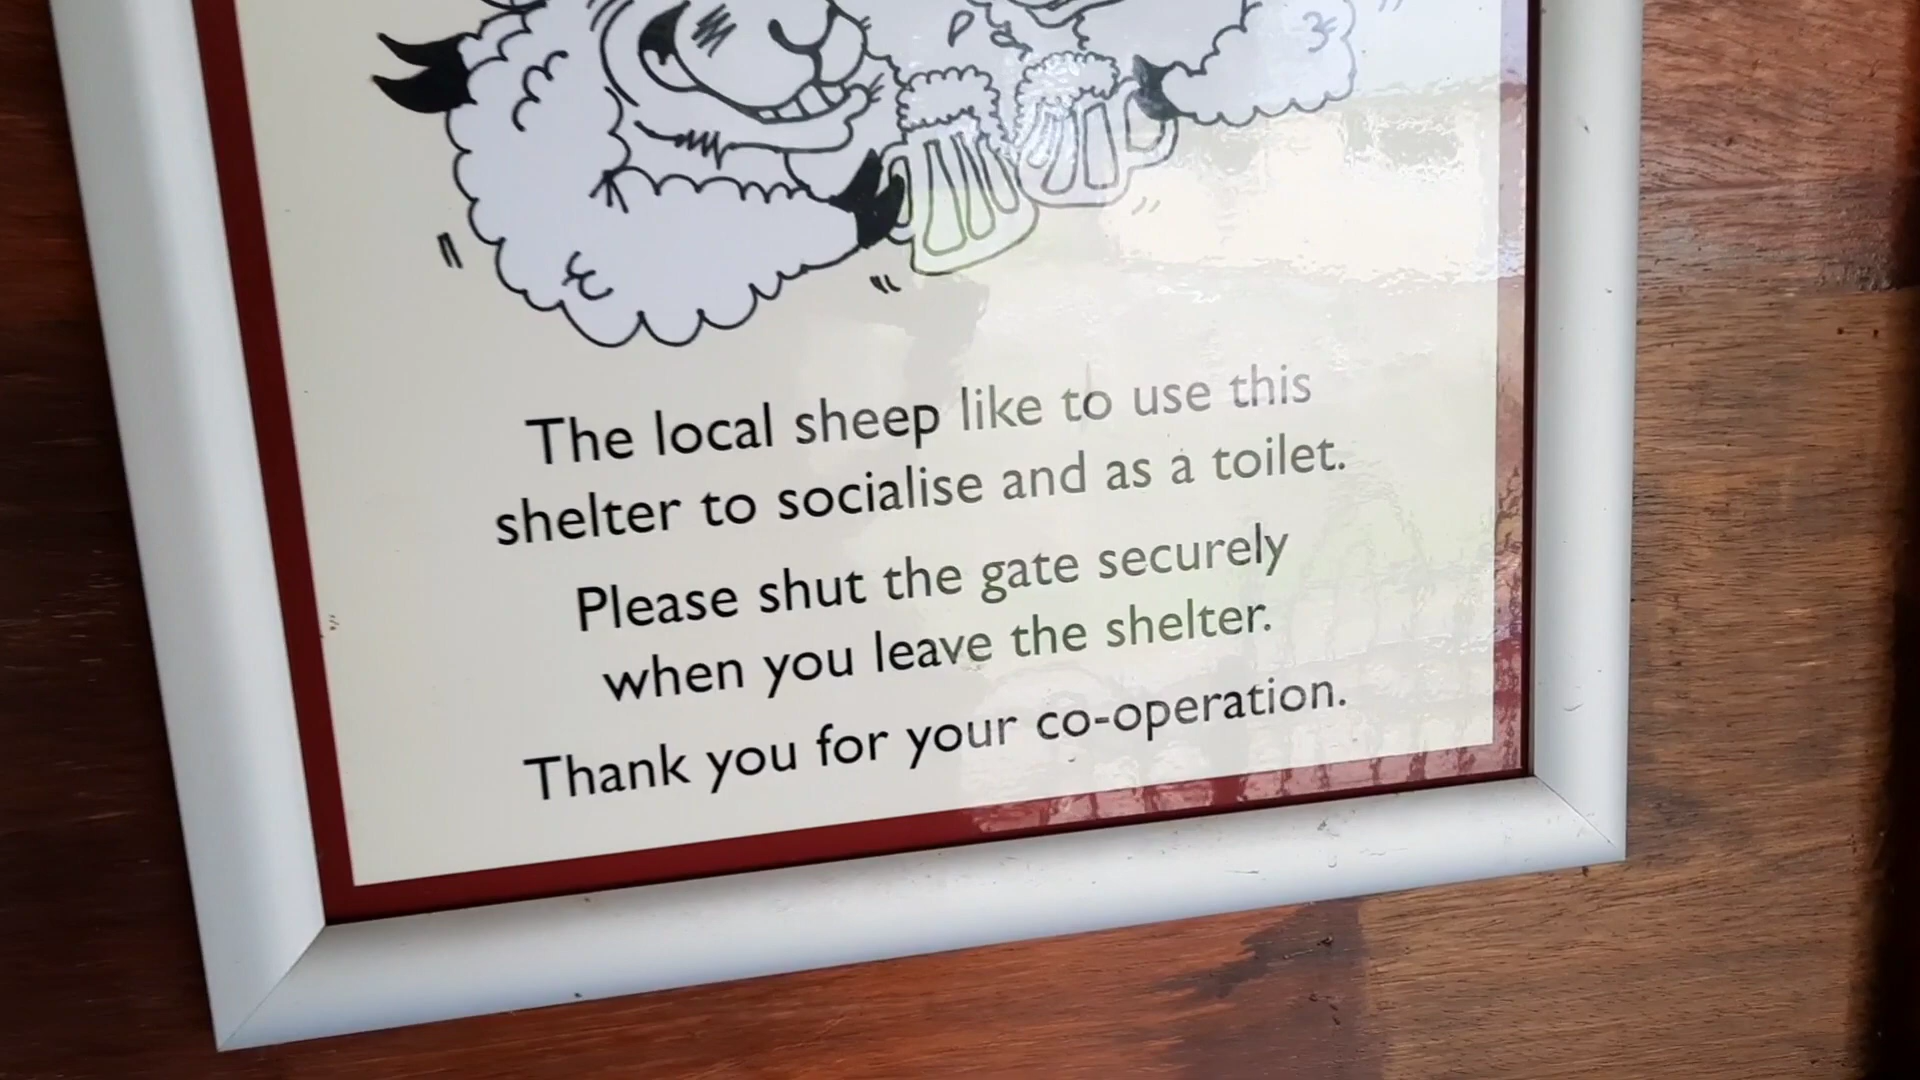 The local sheep like to use this
shelter to socialise and as a toilet.
Please shut the gate securely
when you leave the shelter.
Thank you for your co-operation.